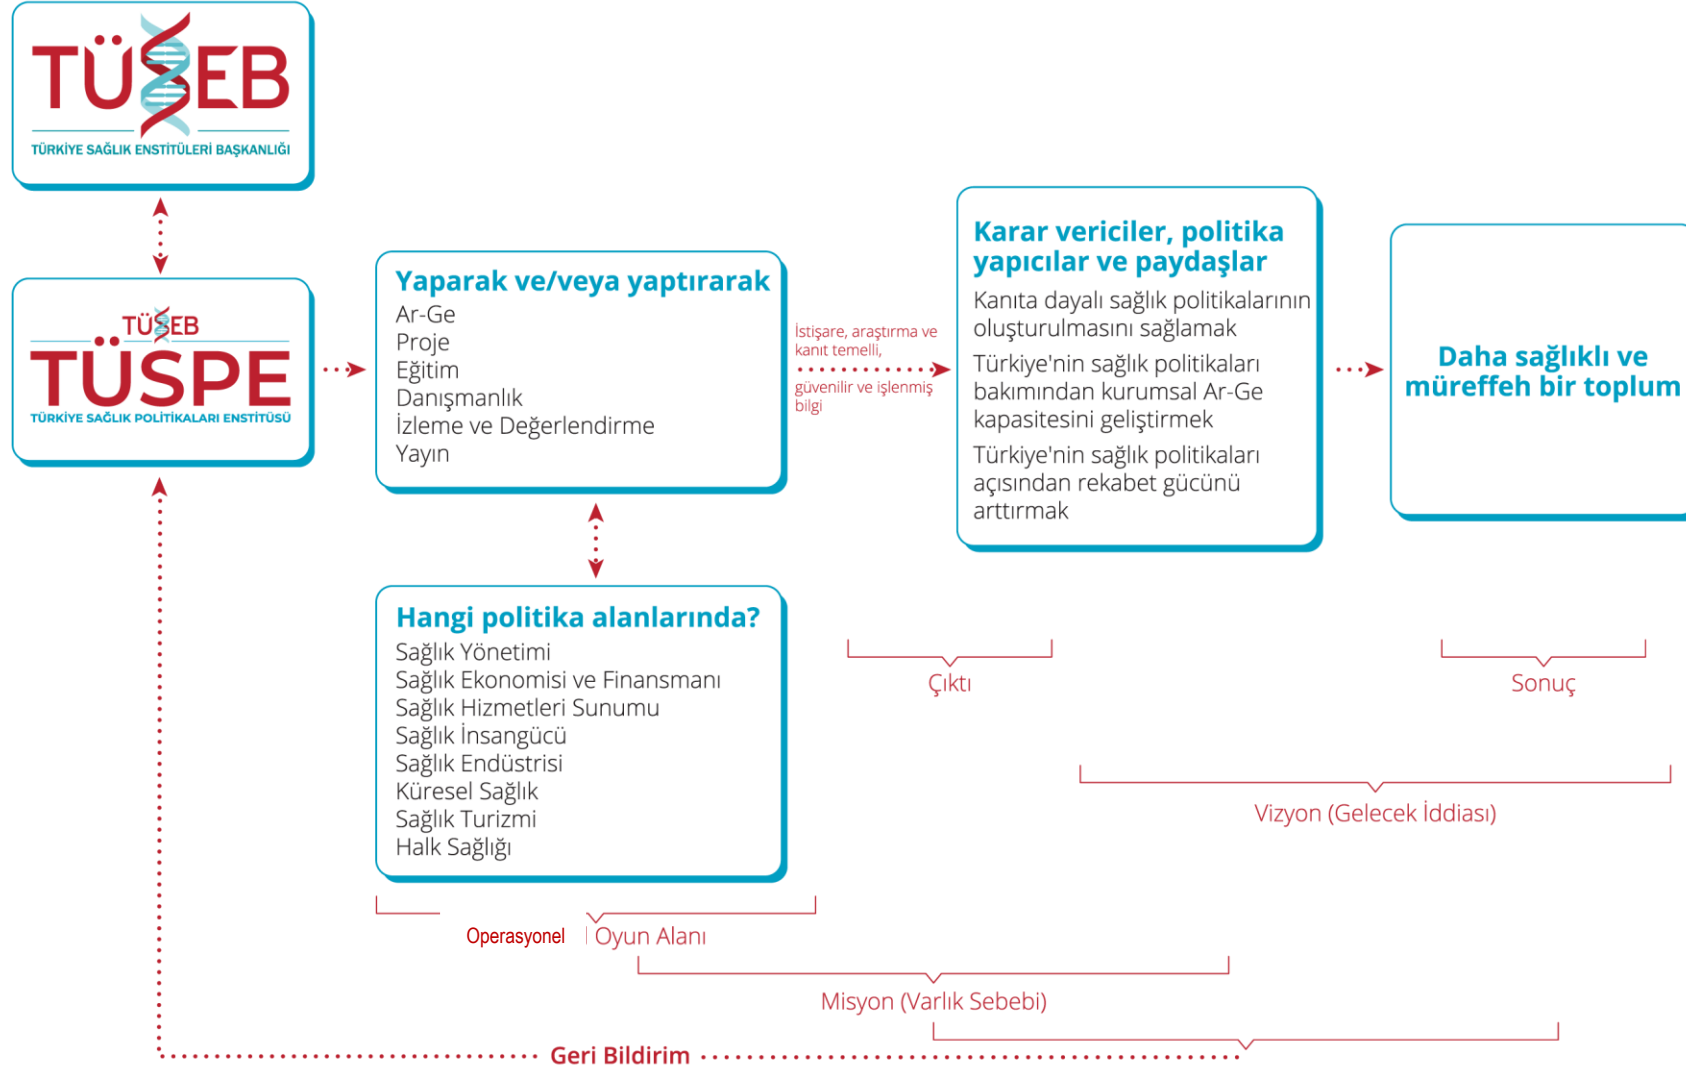 TÜSEB
TÜRKİYE SAĞLIK ENSTİTÜLERİ BAŞKANLIĞI
TÜSEB
TÜSPE
TÜRKİYE SAĞLIK POLİTİKALARI ENSTİTÜSÜ
Yaparak ve/veya yaptırarak
Ar-Ge
Proje
Eğitim
Danışmanlık
İzleme ve Değerlendirme
Yayın
Hangi politika alanlarında?
Sağlık Yönetimi
Sağlık Ekonomisi ve Finansmanı
Sağlık Hizmetleri Sunumu
Sağlık İnsangücü
Sağlık Endüstrisi
Küresel Sağlık
Sağlık Turizmi
Halk Sağlığı
İstişare, araştırma ve
kanıt temelli,
güvenilir ve işlenmiş
bilgi
Karar vericiler, politika
yapıcılar ve paydaşlar
Kanıta dayalı sağlık politikalarının
oluşturulmasını sağlamak
Türkiye'nin sağlık politikaları
bakımından kurumsal Ar-Ge
kapasitesini geliştirmek
Türkiye'nin sağlık politikaları
açısından rekabet gücünü
arttırmak
Daha sağlıklı ve
müreffeh bir toplum
Çıktı
Sonuç
Vizyon (Gelecek İddiası)
Operasyonel Oyun Alanı
Misyon (Varlık Sebebi)
Geri Bildirim